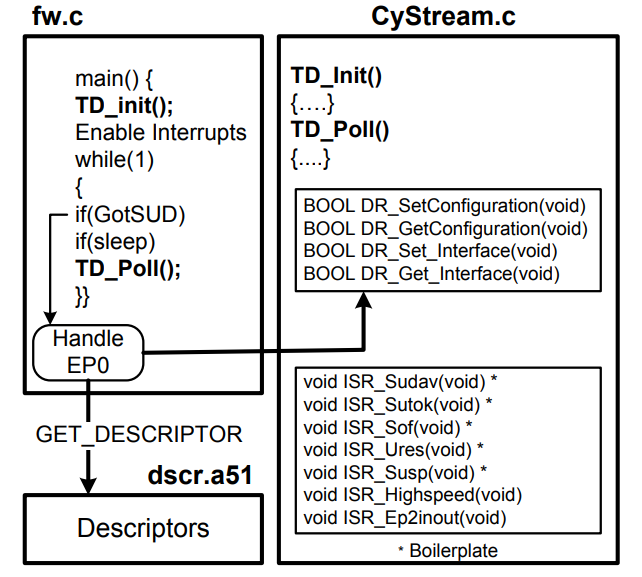 fw.c
main() {
TD_init();
Enable Interrupts
while(1)
{
if(GotSUD)
if(sleep)
TD_Poll();
}}
Handle
EP0
GET_DESCRIPTOR
dscr.a51
Descriptors
CyStream.c
TD_Init()
{....}
TD_Poll()
{....}
BOOL DR_SetConfiguration(void)
BOOL DR_GetConfiguration(void)
BOOL DR_Set_Interface(void)
BOOL DR_Get_Interface(void)
void ISR_Sudav(void) *
void ISR_Sutok(void) *
void ISR_Sof(void) *
void ISR_Ures(void) *
void ISR_Susp(void) *
void ISR_Highspeed(void)
void ISR_Ep2inout(void)
* Boilerplate